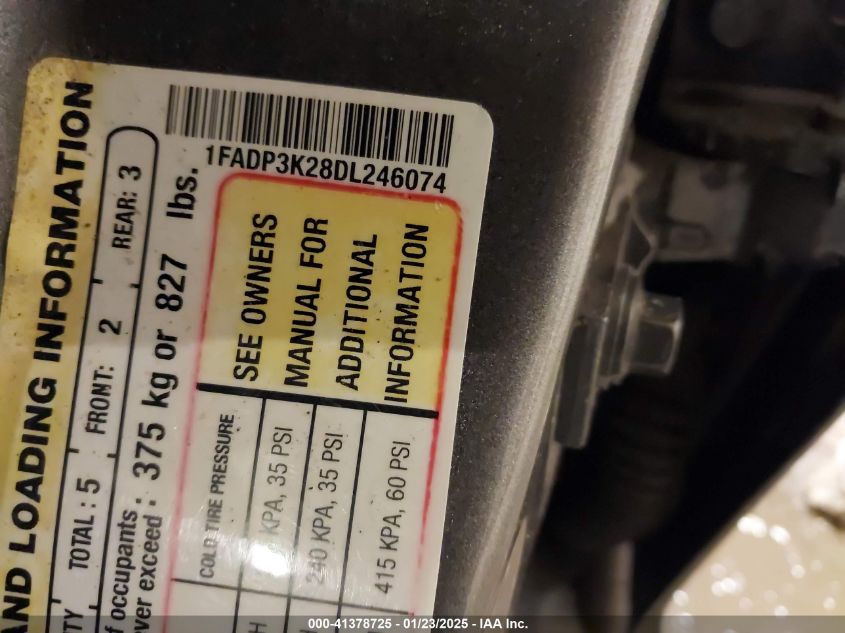 AND LOADING INFORMATION
TOTAL : 5 FRONT: 2 REAR: 3
occupants
exceed : 375 kg or 827 lbs.
1FADP3K28DL246074
COLD TIRE PRESSURE
KPA, 35 PSI
240 KPA, 35 PSI
415 KPA, 60 PSI
SEE OWNERS
MANUAL FOR
ADDITIONAL
INFORMATION
000-41378725 - 01/23/2025 - IAA Inc.